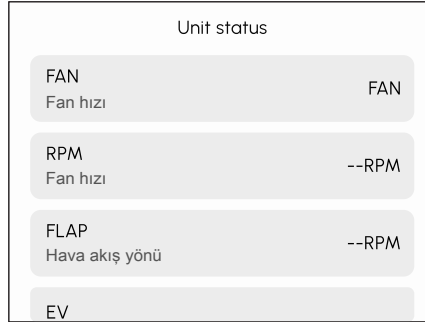 Unit status
FAN
Fan hızı
FAN
RPM
Fan hızı
--RPM
FLAP
Hava akış yönü
--RPM
EV